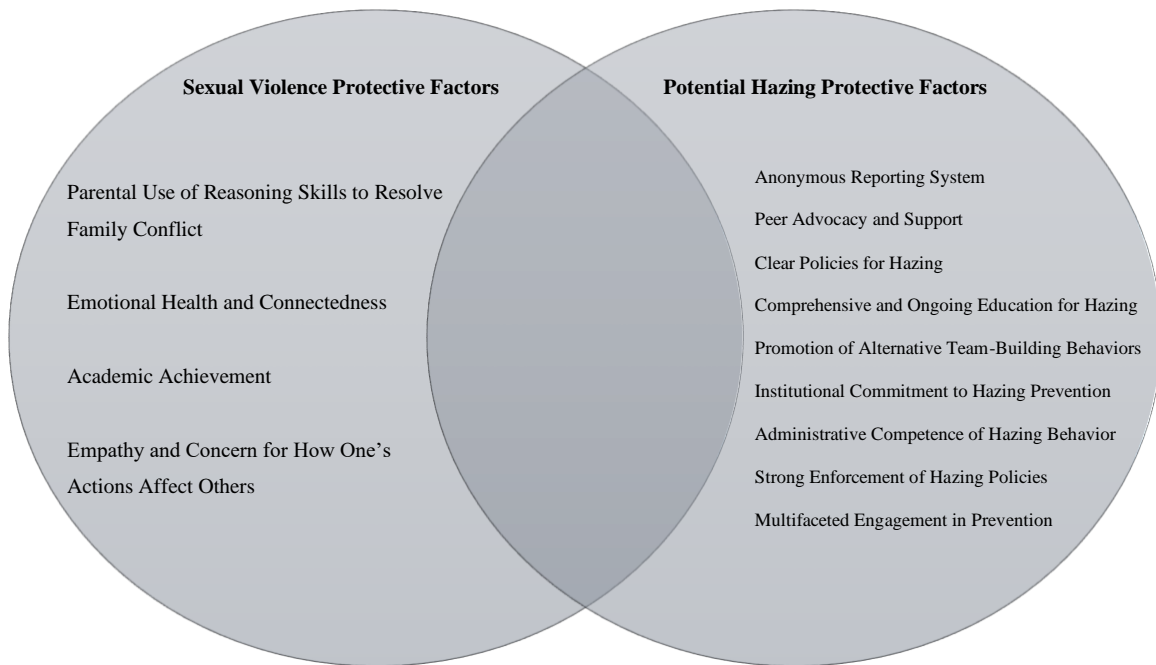 Sexual Violence Protective Factors
Parental Use of Reasoning Skills to Resolve
Family Conflict
Emotional Health and Connectedness
Academic Achievement
Empathy and Concern for How One’s
Actions Affect Others
Potential Hazing Protective Factors
Anonymous Reporting System
Peer Advocacy and Support
Clear Policies for Hazing
Comprehensive and Ongoing Education for Hazing
Promotion of Alternative Team-Building Behaviors
Institutional Commitment to Hazing Prevention
Administrative Competence of Hazing Behavior
Strong Enforcement of Hazing Policies
Multifaceted Engagement in Prevention